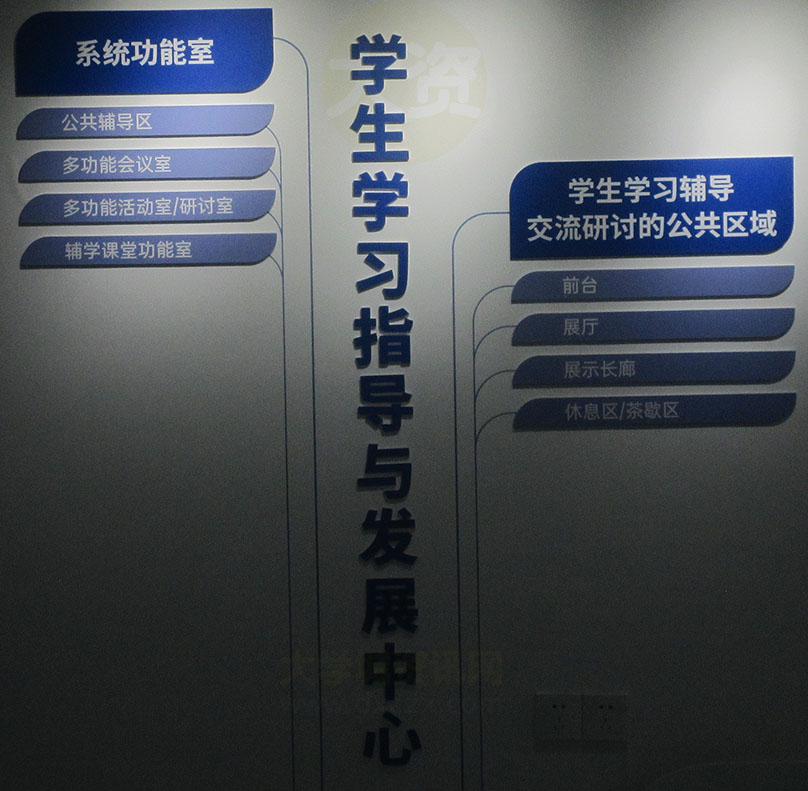 系统功能室
公共辅导区
多功能会议室
多功能活动室/研讨室
辅学课堂功能室
学生学习指导与发展中心
学生学习辅导
交流研讨的公共区域
前台
展厅
展示长廊
休息区/茶歇区